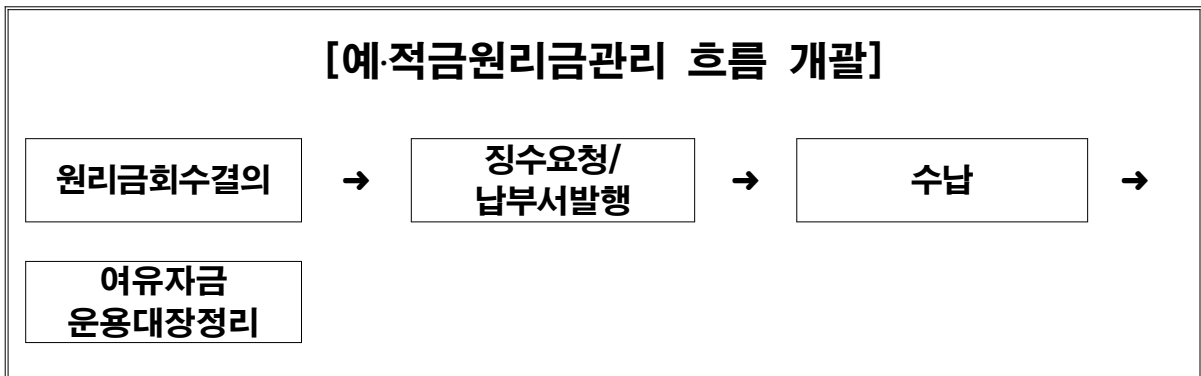 [예·적금원리금관리 흐름 개괄]
원리금회수결의 ➜ 징수요청/
납부서발행 ➜ 수납 ➜
여유자금
운용대장정리